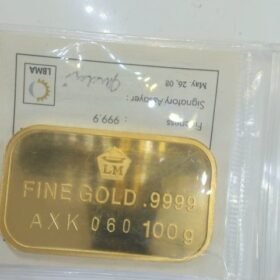 LBMA
May. 26, 08
Signatory Assayer :
Fineness : 999.9
LM
FINE GOLD .9999
AXK 060 100g